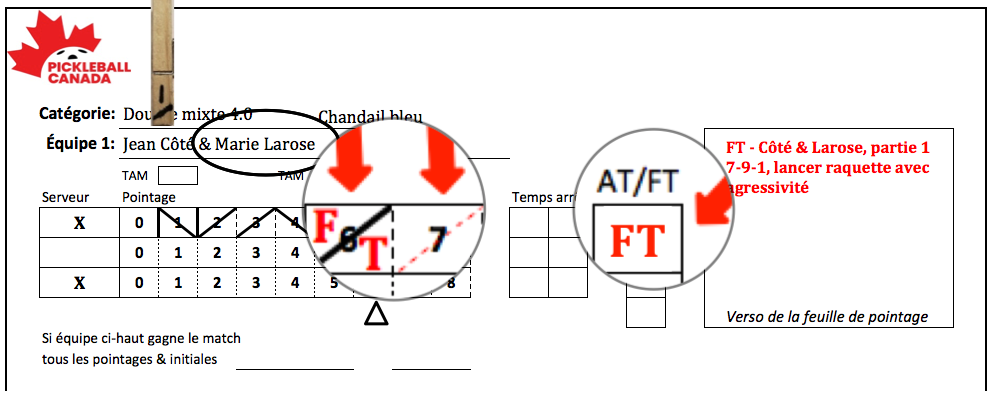 PICKLEBALL
CANADA
Catégorie: Dou e mixte 4.0 Chandail bleu
Équipe 1: Jean Côté & Marie Larose
TAM TAM
Serveur Pointage Temps arr AT/FT
X 0 1 2 3 4 F 6 T 7 FT
0 1 2 3 4
X 0 1 2 3 4 5 8
Si équipe ci-haut gagne le match
tous les pointages & initiales
FT - Côté & Larose, partie 1
7-9-1, lancer raquette avec
agressivité
Verso de la feuille de pointage